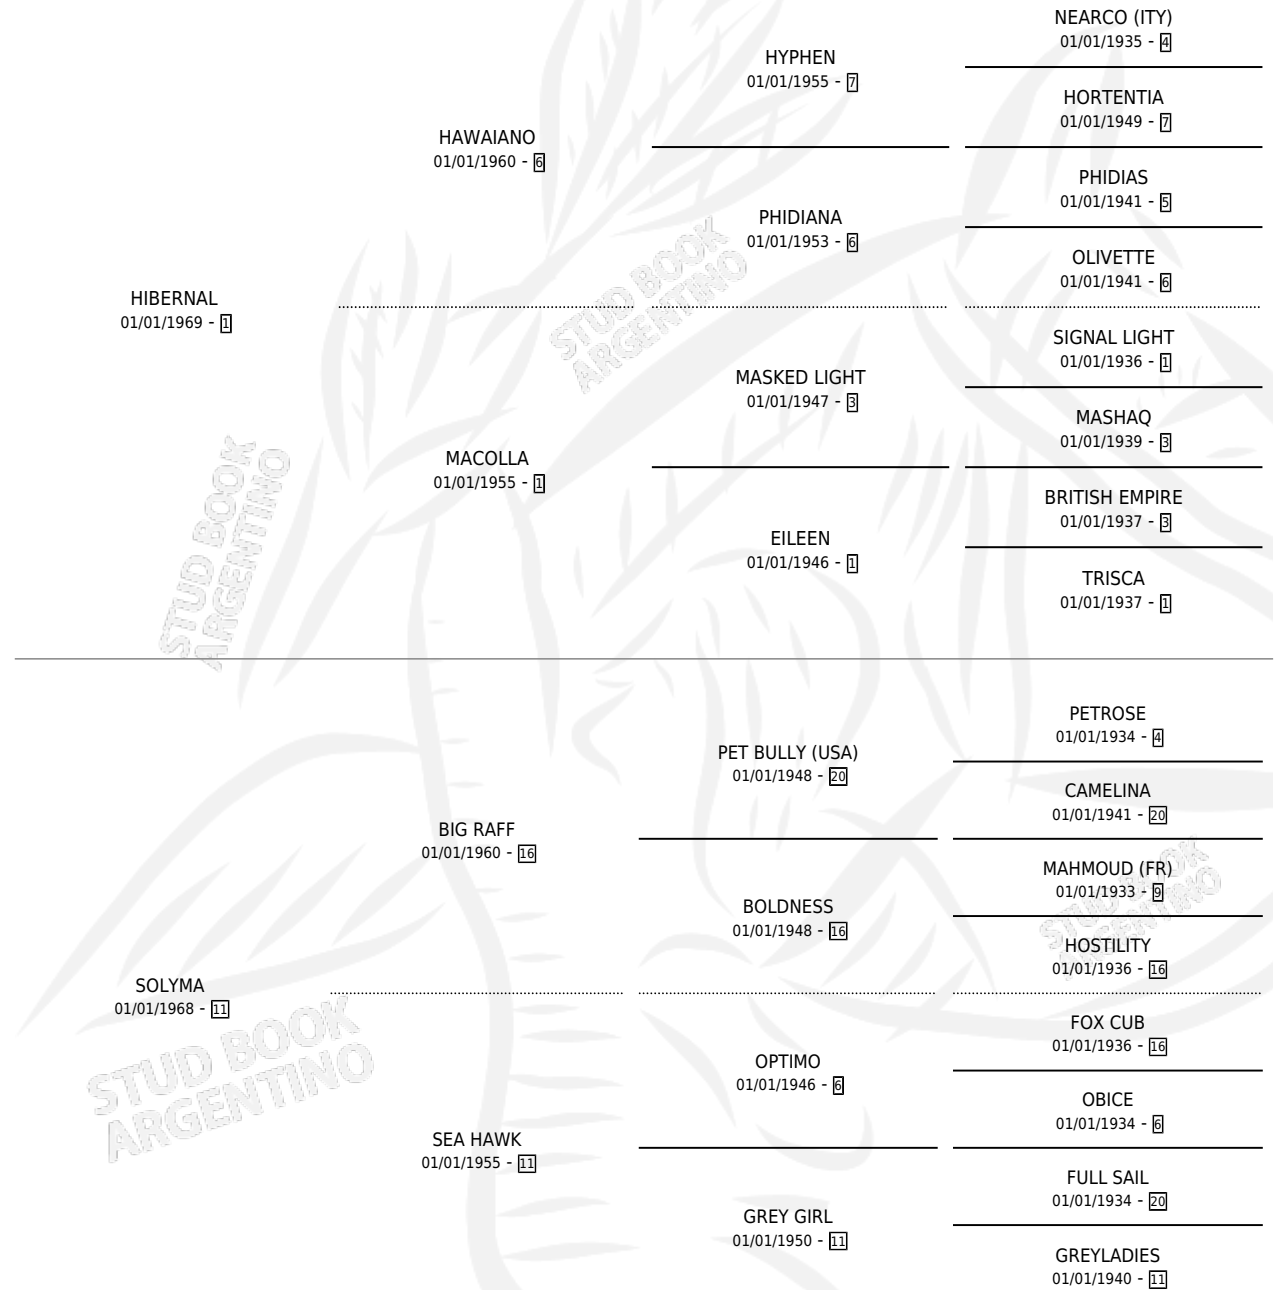 HIBERNAL
01/01/1969 - 1
HAWAIANO
01/01/1960 - 6
MACOLLA
01/01/1955 - 1
HYPHEN
01/01/1955 - 7
PHIDIANA
01/01/1953 - 6
MASKED LIGHT
01/01/1947 - 3
EILEEN
01/01/1946 - 1
NEARCO (ITY)
01/01/1935 - 4
HORTENTIA
01/01/1949 - 7
PHIDIAS
01/01/1941 - 5
OLIVETTE
01/01/1941 - 6
SIGNAL LIGHT
01/01/1936 - 1
MASHAQ
01/01/1939 - 3
BRITISH EMPIRE
01/01/1937 - 3
TRISCA
01/01/1937 - 1
SOLYMA
01/01/1968 - 11
BIG RAFF
01/01/1960 - 16
SEA HAWK
01/01/1955 - 11
PET BULLY (USA)
01/01/1948 - 20
BOLDNESS
01/01/1948 - 16
OPTIMO
01/01/1946 - 6
GREY GIRL
01/01/1950 - 11
PETROSE
01/01/1934 - 4
CAMELINA
01/01/1941 - 20
MAHMOUD (FR)
01/01/1933 - 9
HOSTILITY
01/01/1936 - 16
FOX CUB
01/01/1936 - 16
OBICE
01/01/1934 - 6
FULL SAIL
01/01/1934 - 20
GREYLADIES
01/01/1940 - 11
STUD BOOK
ARGENTINO
STUD BOOK
ARGENTINO
STUD BOOK
ARGENTINO
STUD BOOK
ARGENTINO